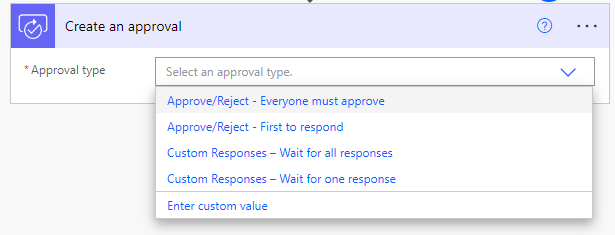 Create an approval
* Approval type
Select an approval type.
Approve/Reject - Everyone must approve
Approve/Reject - First to respond
Custom Responses – Wait for all responses
Custom Responses – Wait for one response
Enter custom value